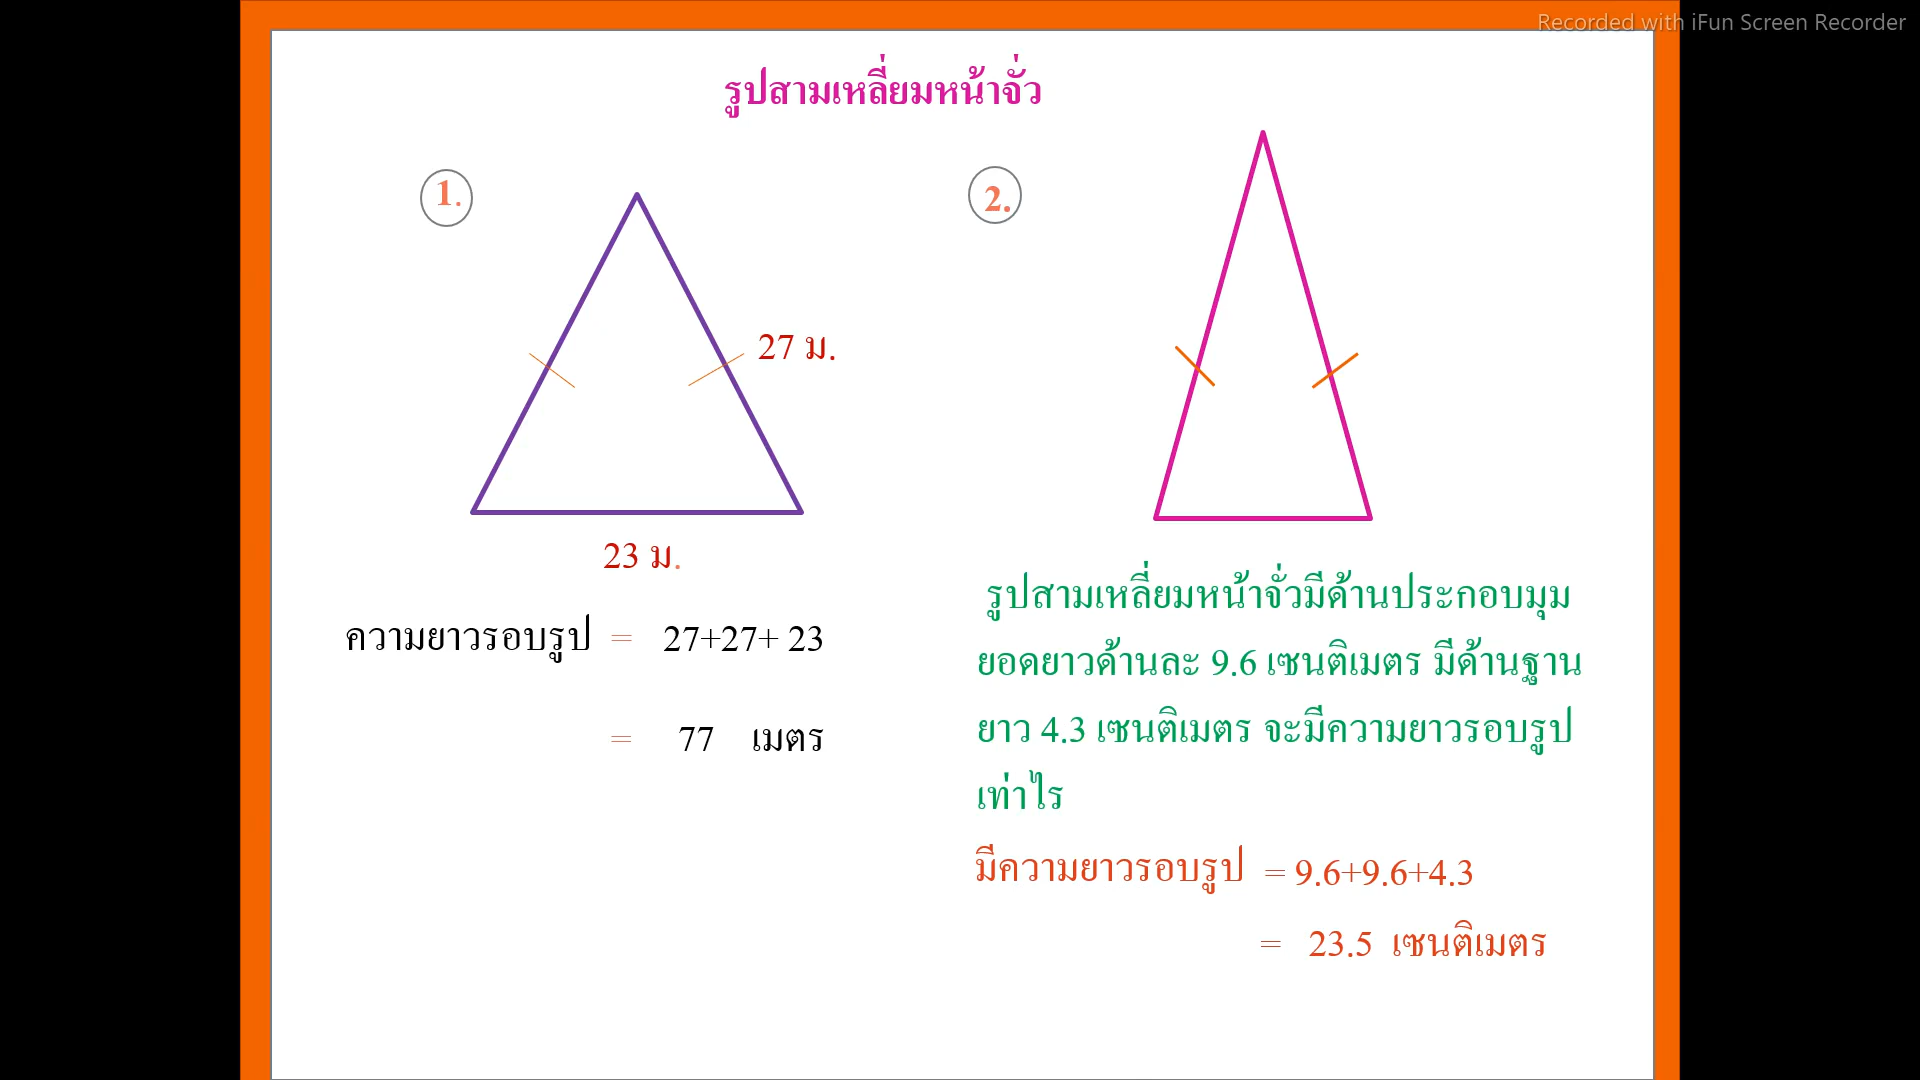 Recorded with iFun Screen Recorder
รูปสามเหลี่ยมหน้าจั่ว
1.
27 ม.
23 ม.
ความยาวรอบรูป = 27+27+ 23
= 77 เมตร
2.
รูปสามเหลี่ยมหน้าจั่วมีด้านประกอบมุม
ยอดยาวด้านละ 9.6 เซนติเมตร มีด้านฐาน
ยาว 4.3 เซนติเมตร จะมีความยาวรอบรูป
เท่าไร
มีความยาวรอบรูป = 9.6+9.6+4.3
= 23.5 เซนติเมตร